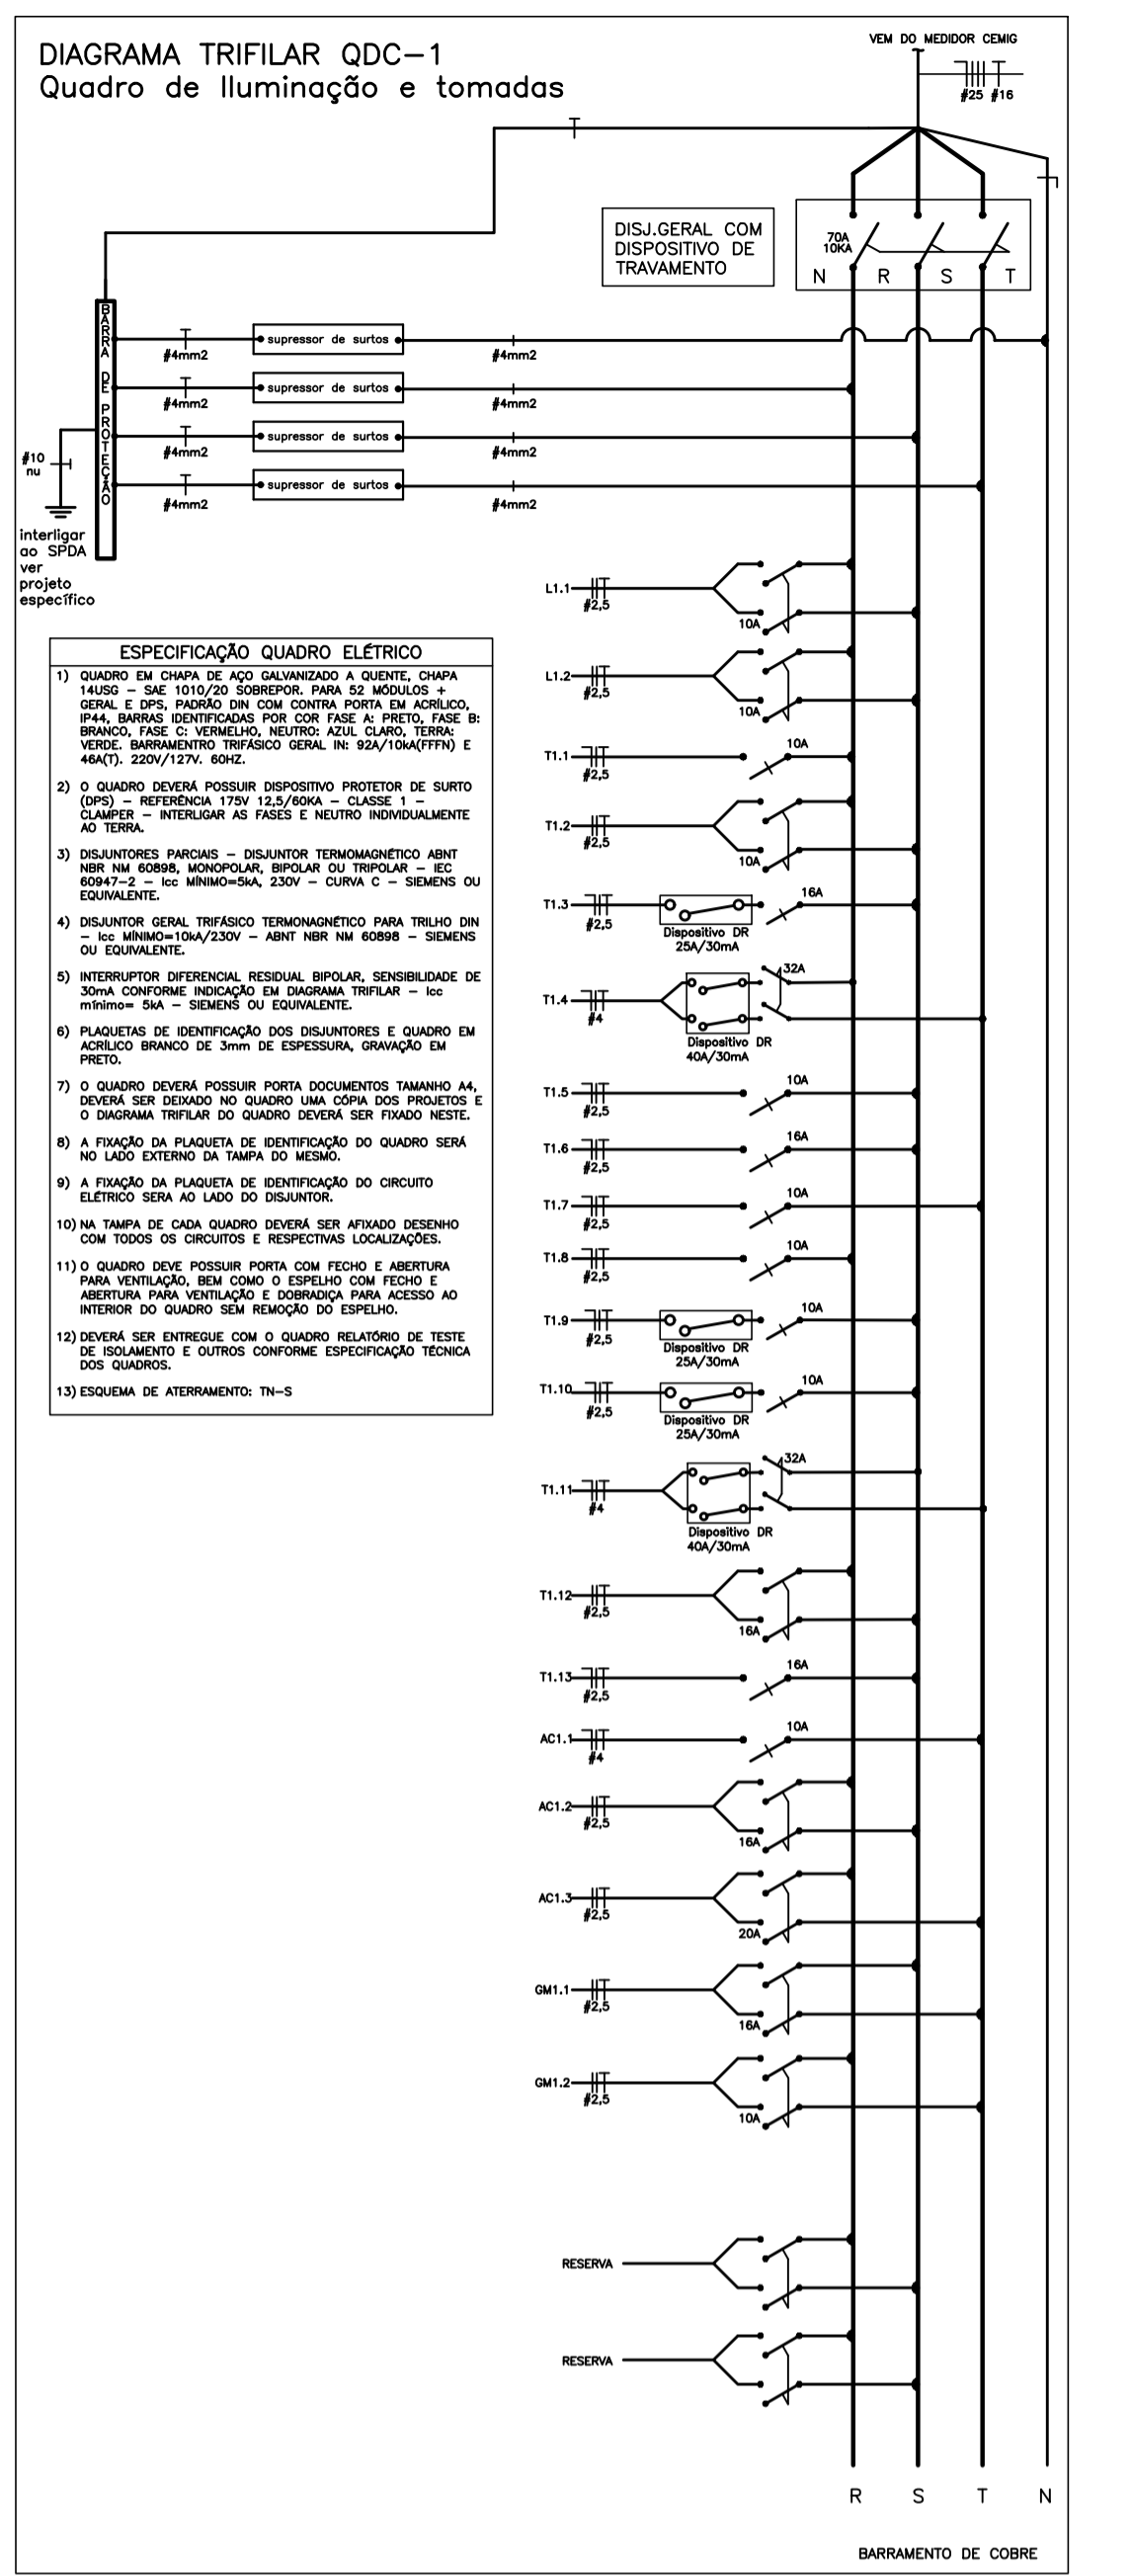 DIAGRAMA TRIFILAR QDC-1
Quadro de Iluminação e tomadas
VEM DO MEDIDOR CEMIG
#25 #16
DISJ.GERAL COM
DISPOSITIVO DE
TRAVAMENTO
70A
10KA
N R S T
BARRA DE PROTEÇÃO
supressor de surtos
#4mm2 #4mm2
supressor de surtos
#4mm2 #4mm2
supressor de surtos
#4mm2 #4mm2
supressor de surtos
#4mm2 #4mm2
#10
nu
interligar
ao SPDA
ver
projeto
específico
ESPECIFICAÇÃO QUADRO ELÉTRICO
1) QUADRO EM CHAPA DE AÇO GALVANIZADO A QUENTE, CHAPA
14USG - SAE 1010/20 SOBREPOR. PARA 52 MÓDULOS +
GERAL E DPS, PADRÃO DIN COM CONTRA PORTA EM ACRÍLICO,
IP44, BARRAS IDENTIFICADAS POR COR FASE A: PRETO, FASE B:
BRANCO, FASE C: VERMELHO, NEUTRO: AZUL CLARO, TERRA:
VERDE. BARRAMENTRO TRIFÁSICO GERAL IN: 92A/10kA(FFFN) E
46A(T). 220V/127V. 60HZ.
2) O QUADRO DEVERÁ POSSUIR DISPOSITIVO PROTETOR DE SURTO
(DPS) - REFERÊNCIA 175V 12,5/60KA - CLASSE 1 -
CLAMPER - INTERLIGAR AS FASES E NEUTRO INDIVIDUALMENTE
AO TERRA.
3) DISJUNTORES PARCIAIS - DISJUNTOR TERMOMAGNÉTICO ABNT
NBR NM 60898, MONOPOLAR, BIPOLAR OU TRIPOLAR - IEC
60947-2 - Icc MÍNIMO=5kA, 230V - CURVA C - SIEMENS OU
EQUIVALENTE.
4) DISJUNTOR GERAL TRIFÁSICO TERMONAGNÉTICO PARA TRILHO DIN
- Icc MÍNIMO=10kA/230V - ABNT NBR NM 60898 - SIEMENS
OU EQUIVALENTE.
5) INTERRUPTOR DIFERENCIAL RESIDUAL BIPOLAR, SENSIBILIDADE DE
30mA CONFORME INDICAÇÃO EM DIAGRAMA TRIFILAR - Icc
mínimo= 5kA - SIEMENS OU EQUIVALENTE.
6) PLAQUETAS DE IDENTIFICAÇÃO DOS DISJUNTORES E QUADRO EM
ACRÍLICO BRANCO DE 3mm DE ESPESSURA, GRAVAÇÃO EM
PRETO.
7) O QUADRO DEVERÁ POSSUIR PORTA DOCUMENTOS TAMANHO A4,
DEVERÁ SER DEIXADO NO QUADRO UMA CÓPIA DOS PROJETOS E
O DIAGRAMA TRIFILAR DO QUADRO DEVERÁ SER FIXADO NESTE.
8) A FIXAÇÃO DA PLAQUETA DE IDENTIFICAÇÃO DO QUADRO SERÁ
NO LADO EXTERNO DA TAMPA DO MESMO.
9) A FIXAÇÃO DA PLAQUETA DE IDENTIFICAÇÃO DO CIRCUITO
ELÉTRICO SERA AO LADO DO DISJUNTOR.
10) NA TAMPA DE CADA QUADRO DEVERÁ SER AFIXADO DESENHO
COM TODOS OS CIRCUITOS E RESPECTIVAS LOCALIZAÇÕES.
11) O QUADRO DEVE POSSUIR PORTA COM FECHO E ABERTURA
PARA VENTILAÇÃO, BEM COMO O ESPELHO COM FECHO E
ABERTURA PARA VENTILAÇÃO E DOBRADIÇA PARA ACESSO AO
INTERIOR DO QUADRO SEM REMOÇÃO DO ESPELHO.
12) DEVERÁ SER ENTREGUE COM O QUADRO RELATÓRIO DE TESTE
DE ISOLAMENTO E OUTROS CONFORME ESPECIFICAÇÃO TÉCNICA
DOS QUADROS.
13) ESQUEMA DE ATERRAMENTO: TN-S
L1.1
#2,5
10A
L1.2
#2,5
10A
T1.1
#2,5
10A
T1.2
#2,5
10A
T1.3
#2,5
16A
Dispositivo DR
25A/30mA
T1.4
#4
32A
Dispositivo DR
40A/30mA
T1.5
#2,5
10A
T1.6
#2,5
16A
T1.7
#2,5
10A
T1.8
#2,5
10A
T1.9
#2,5
10A
Dispositivo DR
25A/30mA
T1.10
#2,5
10A
Dispositivo DR
25A/30mA
T1.11
#4
32A
Dispositivo DR
40A/30mA
T1.12
#2,5
16A
T1.13
#2,5
16A
AC1.1
#4
10A
AC1.2
#2,5
16A
AC1.3
#2,5
20A
GM1.1
#2,5
16A
GM1.2
#2,5
10A
RESERVA
RESERVA
R S T N
BARRAMENTO DE COBRE